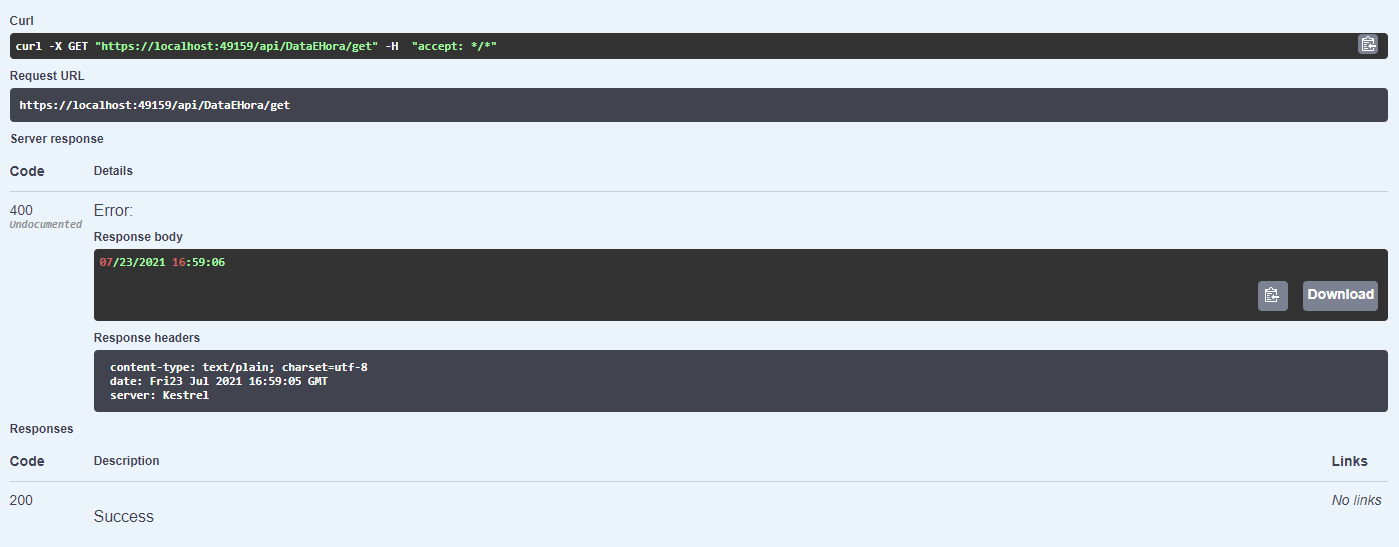 Curl
curl -X GET "https://localhost:49159/api/DataEHora/get" -H  "accept: */*"
Request URL
https://localhost:49159/api/DataEHora/get
Server response
Code Details
400 Error:
Undocumented
Response body
07/23/2021 16:59:06
Download
Response headers
content-type: text/plain; charset=utf-8
date: Fri23 Jul 2021 16:59:05 GMT
server: Kestrel
Responses
Code Description Links
200 No links
Success